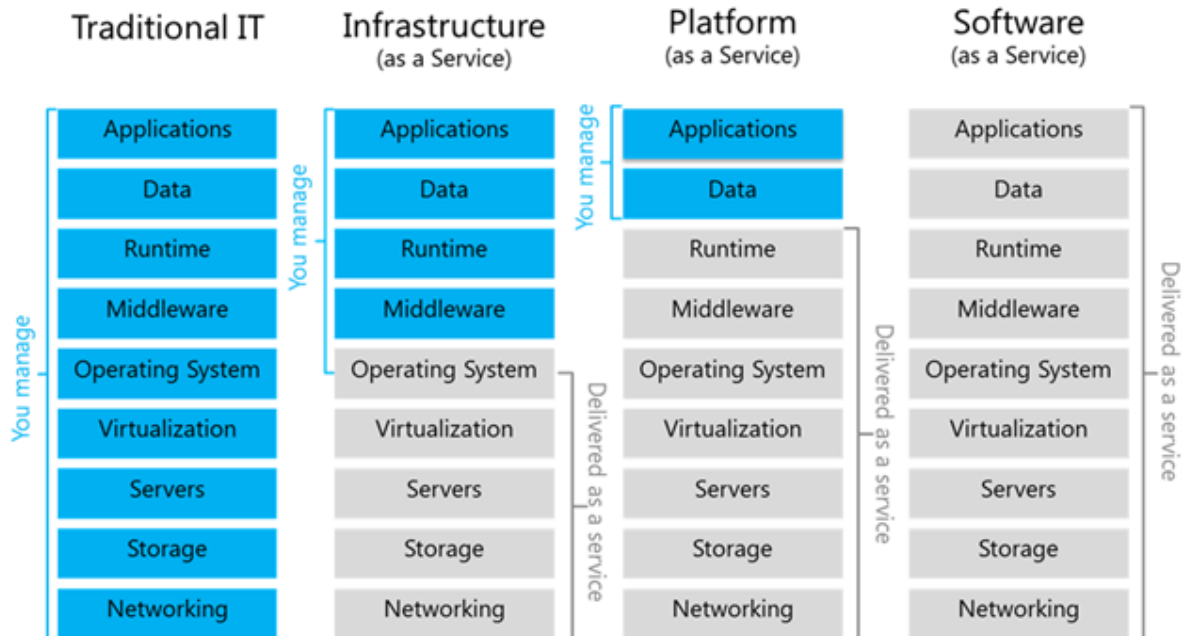 Traditional IT
Infrastructure
(as a Service)
Platform
(as a Service)
Software
(as a Service)
You manage
Applications
Data
Runtime
Middleware
Operating System
Virtualization
Servers
Storage
Networking
You manage
Applications
Data
Runtime
Middleware
Operating System
Virtualization
Servers
Storage
Networking
Delivered as a service
You manage
Applications
Data
Runtime
Middleware
Operating System
Virtualization
Servers
Storage
Networking
Delivered as a service
Applications
Data
Runtime
Middleware
Operating System
Virtualization
Servers
Storage
Networking
Delivered as a service